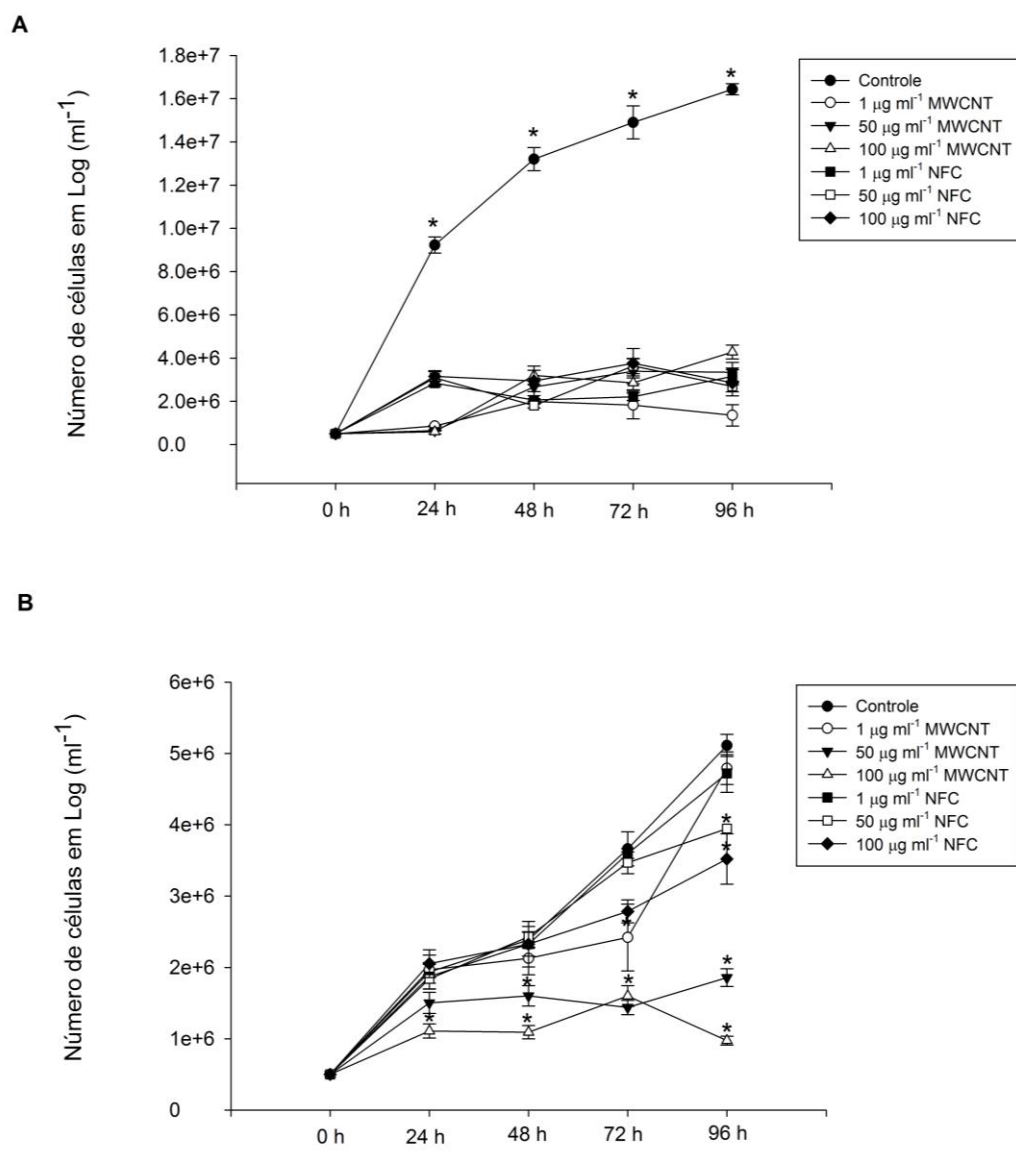 A
Número de células em Log (ml⁻¹)
1.8e+7
1.6e+7
1.4e+7
1.2e+7
1.0e+7
8.0e+6
6.0e+6
4.0e+6
2.0e+6
0.0
0 h 24 h 48 h 72 h 96 h
* * * *
Controle
1 μg ml⁻¹ MWCNT
50 μg ml⁻¹ MWCNT
100 μg ml⁻¹ MWCNT
1 μg ml⁻¹ NFC
50 μg ml⁻¹ NFC
100 μg ml⁻¹ NFC
B
Número de células em Log (ml⁻¹)
6e+6
5e+6
4e+6
3e+6
2e+6
1e+6
0
0 h 24 h 48 h 72 h 96 h
* * * * * * * * *
Controle
1 μg ml⁻¹ MWCNT
50 μg ml⁻¹ MWCNT
100 μg ml⁻¹ MWCNT
1 μg ml⁻¹ NFC
50 μg ml⁻¹ NFC
100 μg ml⁻¹ NFC